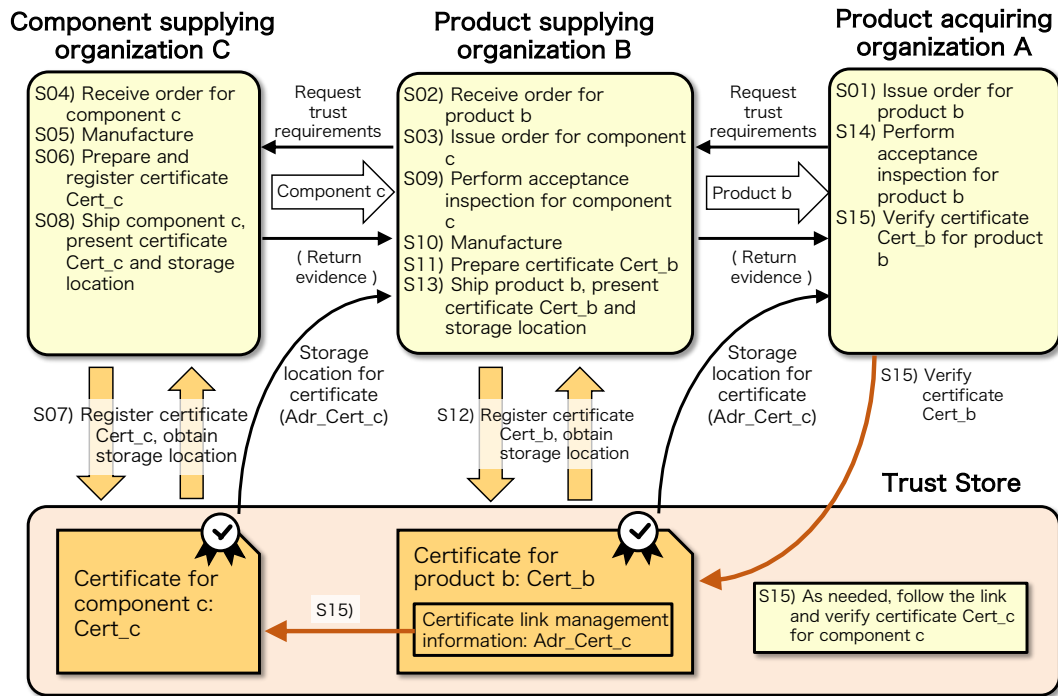 Component supplying
organization C
Product supplying
organization B
Product acquiring
organization A
S04) Receive order for
component c
S05) Manufacture
S06) Prepare and
register certificate
Cert_c
S08) Ship component c,
present certificate
Cert_c and storage
location
Request
trust
requirements
Component c
( Return
evidence )
S02) Receive order for
product b
S03) Issue order for component
c
S09) Perform acceptance
inspection for component
c
S10) Manufacture
S11) Prepare certificate Cert_b
S13) Ship product b, present
certificate Cert_b and
storage location
Request
trust
requirements
Product b
( Return
evidence )
S01) Issue order for
product b
S14) Perform
acceptance
inspection for
product b
S15) Verify certificate
Cert_b for product
b
S07) Register certificate
Cert_c, obtain
storage location
Storage
location for
certificate
(Adr_Cert_c)
S12) Register certificate
Cert_b, obtain
storage location
Storage
location for
certificate
(Adr_Cert_c)
S15) Verify
certificate
Cert_b
Trust Store
Certificate for
component c:
Cert_c
S15)
Certificate for
product b: Cert_b
Certificate link management
information: Adr_Cert_c
S15) As needed, follow the link
and verify certificate Cert_c
for component c